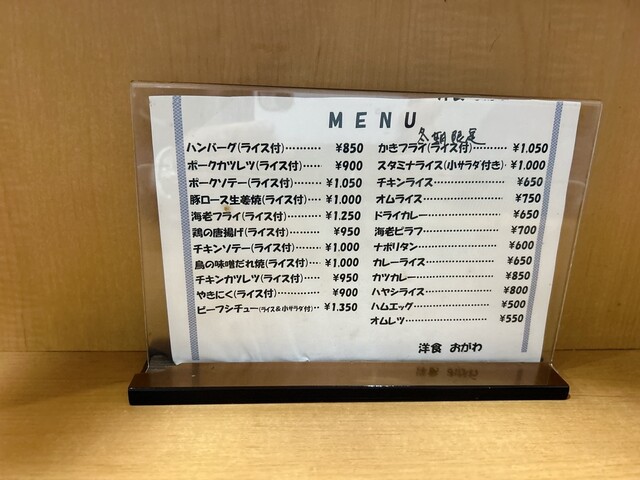 MENU
冬期限定
ハンバーグ(ライス付)………… ¥850
ポークカツレツ(ライス付)…… ¥900
ポークソテー(ライス付)……… ¥1.050
豚ロース生姜焼(ライス付)…… ¥1.000
海老フライ(ライス付)………… ¥1.250
鶏の唐揚げ(ライス付)………… ¥950
チキンソテー(ライス付)……… ¥1.000
鳥の味噌だれ焼(ライス付)…… ¥1.000
チキンカツレツ(ライス付)…… ¥950
やきにく(ライス付)…………… ¥900
ビーフシチュー(ライス&小サラダ付)‥ ¥1.350
かきフライ(ライス付)………… ¥1.050
スタミナライス(小サラダ付き)‥ ¥1.000
チキンライス…………………… ¥650
オムライス……………………… ¥750
ドライカレー…………………… ¥650
海老ピラフ……………………… ¥700
ナポリタン……………………… ¥600
カレーライス…………………… ¥650
カツカレー……………………… ¥850
ハヤシライス…………………… ¥800
ハムエッグ……………………… ¥500
オムレツ………………………… ¥550
洋食 おがわ